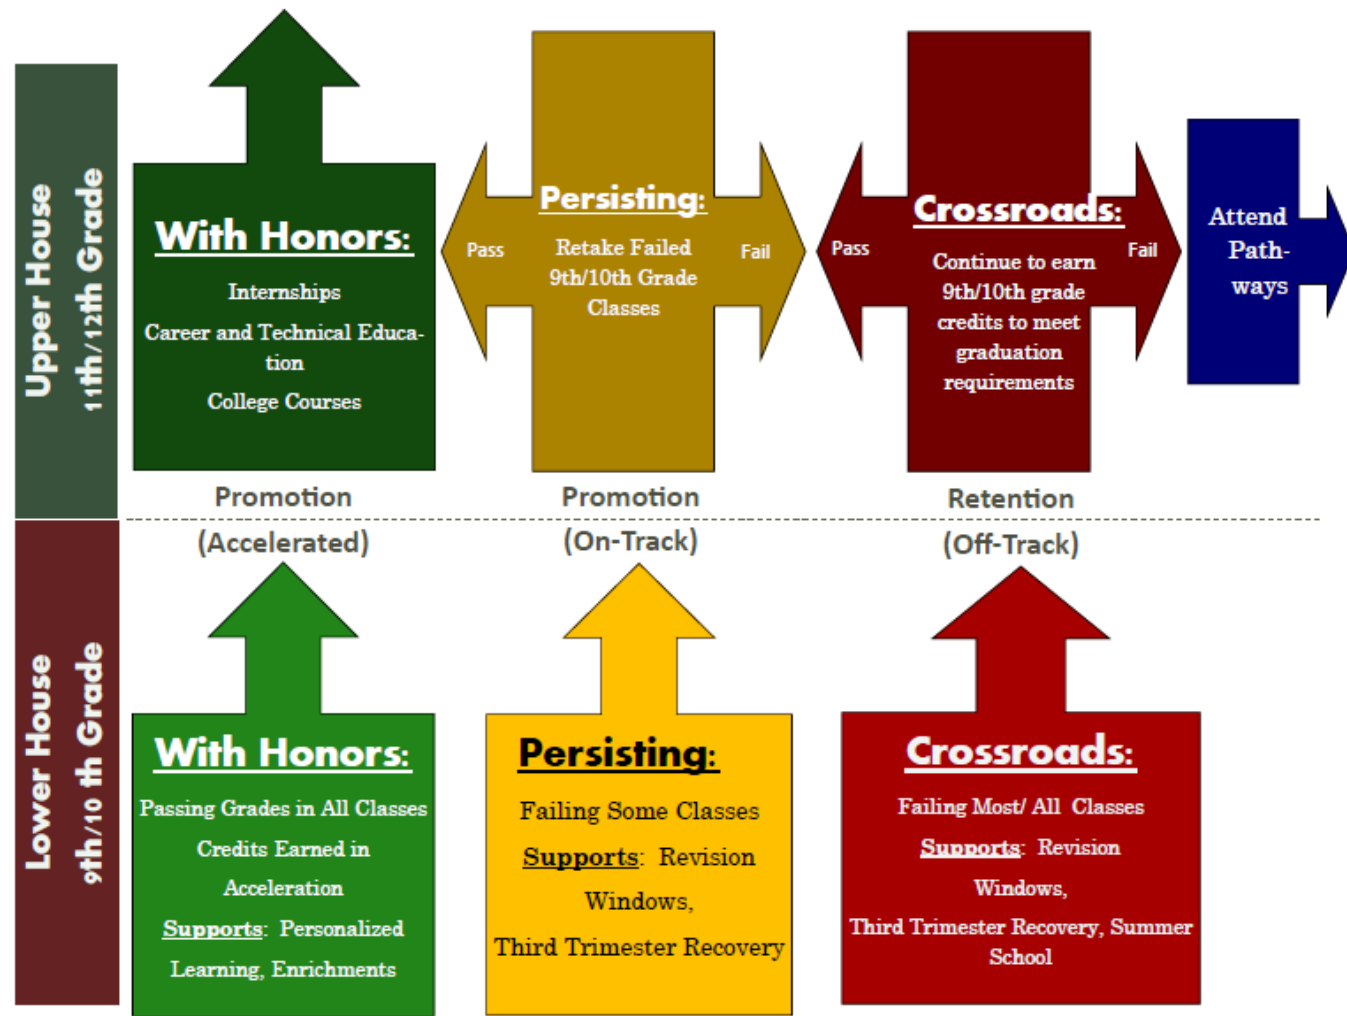 Upper House
11th/12th Grade
With Honors:
Internships
Career and Technical Educa-
tion
College Courses
Pass
Persisting:
Retake Failed
9th/10th Grade
Classes
Fail
Pass
Crossroads:
Continue to earn
9th/10th grade
credits to meet
graduation
requirements
Fail
Attend
Path-
ways
Promotion
(Accelerated)
Promotion
(On-Track)
Retention
(Off-Track)
Lower House
9th/10 th Grade
With Honors:
Passing Grades in All Classes
Credits Earned in
Acceleration
Supports: Personalized
Learning, Enrichments
Persisting:
Failing Some Classes
Supports: Revision
Windows,
Third Trimester Recovery
Crossroads:
Failing Most/ All Classes
Supports: Revision
Windows,
Third Trimester Recovery, Summer
School